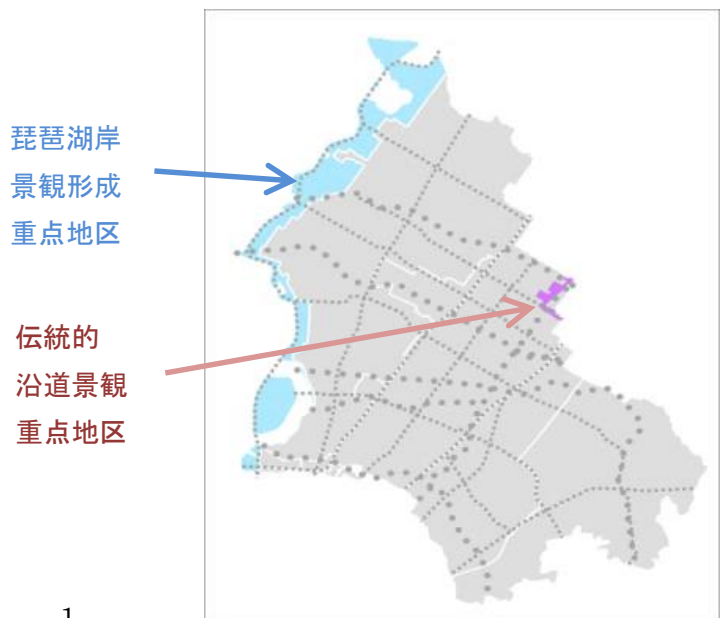 琵琶湖岸
景観形成
重点地区
伝統的
沿道景観
重点地区
1